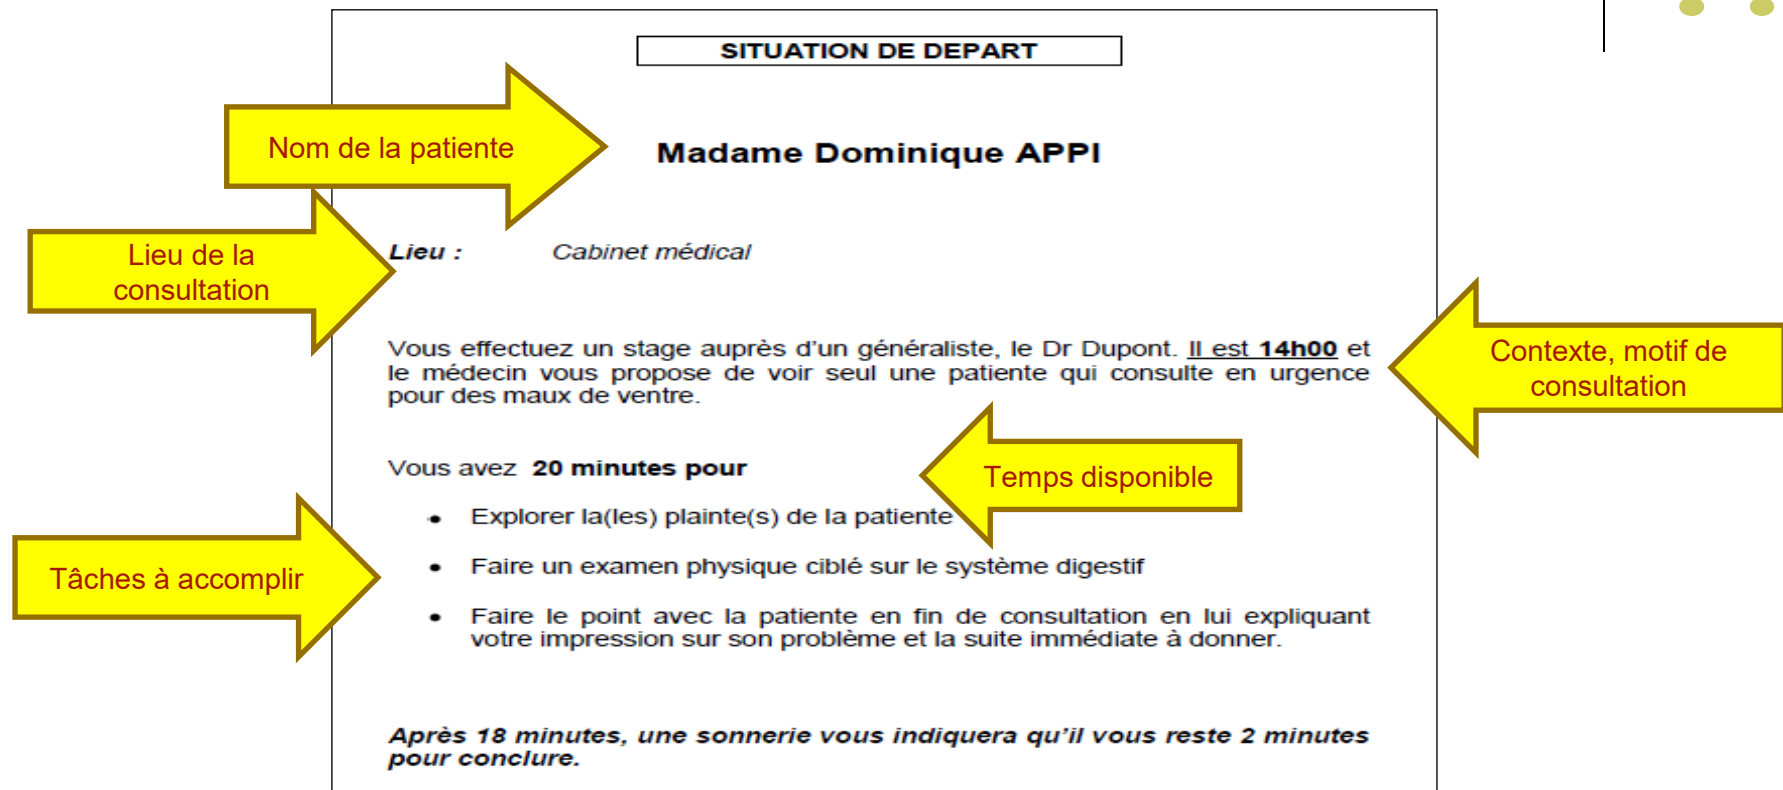 SITUATION DE DEPART
Nom de la patiente
Madame Dominique APPI
Lieu de la
consultation
Lieu : Cabinet médical
Vous effectuez un stage auprès d'un généraliste, le Dr Dupont. Il est 14h00 et
le médecin vous propose de voir seul une patiente qui consulte en urgence
pour des maux de ventre.
Contexte, motif de
consultation
Vous avez 20 minutes pour
Temps disponible
• Explorer la(les) plainte(s) de la patiente
• Faire un examen physique ciblé sur le système digestif
• Faire le point avec la patiente en fin de consultation en lui expliquant
votre impression sur son problème et la suite immédiate à donner.
Tâches à accomplir
Après 18 minutes, une sonnerie vous indiquera qu'il vous reste 2 minutes
pour conclure.